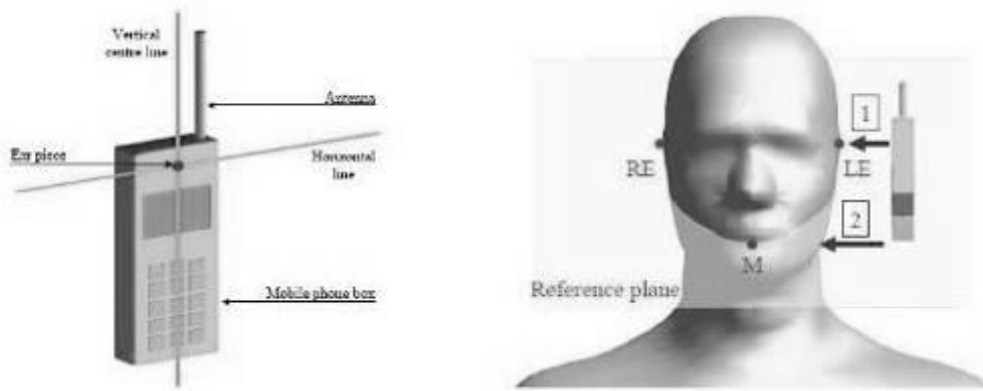 Vertical
centre line
Antenna
Ear piece
Horizontal
line
Mobile phone box
1
RE
LE
2
M
Reference plane